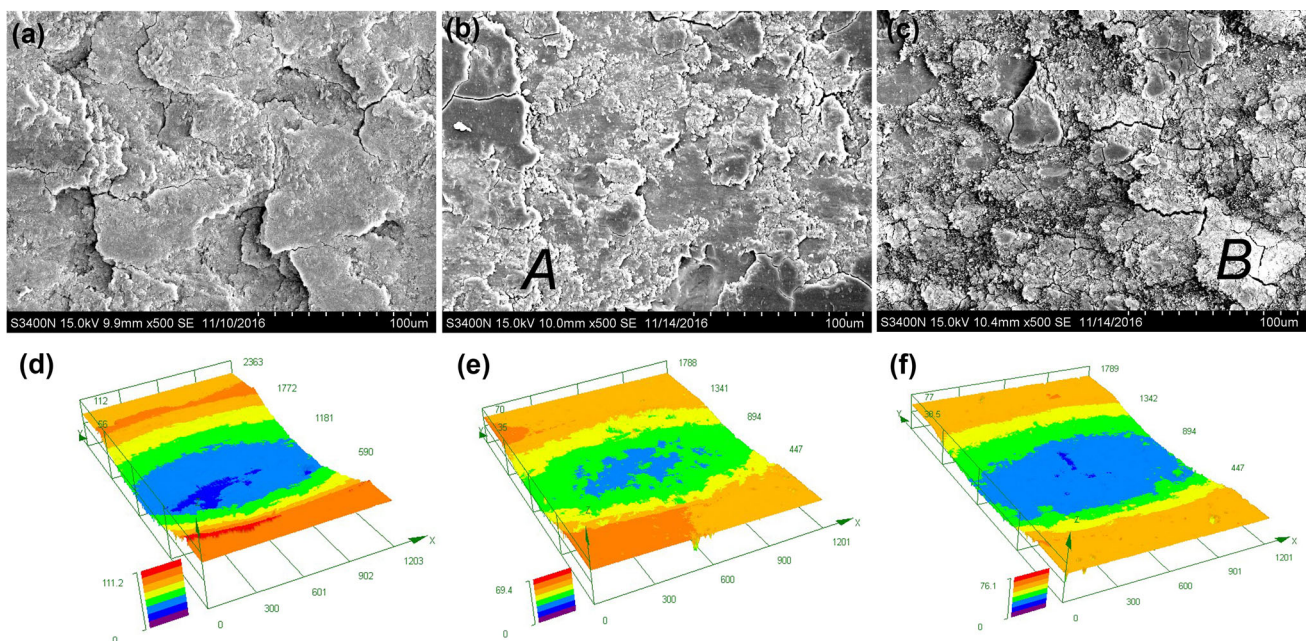 (a)
(b)
(c)
A
B
S3400N 15.0kV 9.9mm x500 SE 11/10/2016 100um
S3400N 15.0kV 10.0mm x500 SE 11/14/2016 100um
S3400N 15.0kV 10.4mm x500 SE 11/14/2016 100um
(d)
112
56
2363
1772
1181
590
X
1203
902
601
300
0
111.2
0
(e)
70
35
1788
1341
894
447
X
1201
900
600
300
0
69.4
0
(f)
77
38.5
1789
1342
894
447
Z
X
1201
901
600
300
0
76.1
0